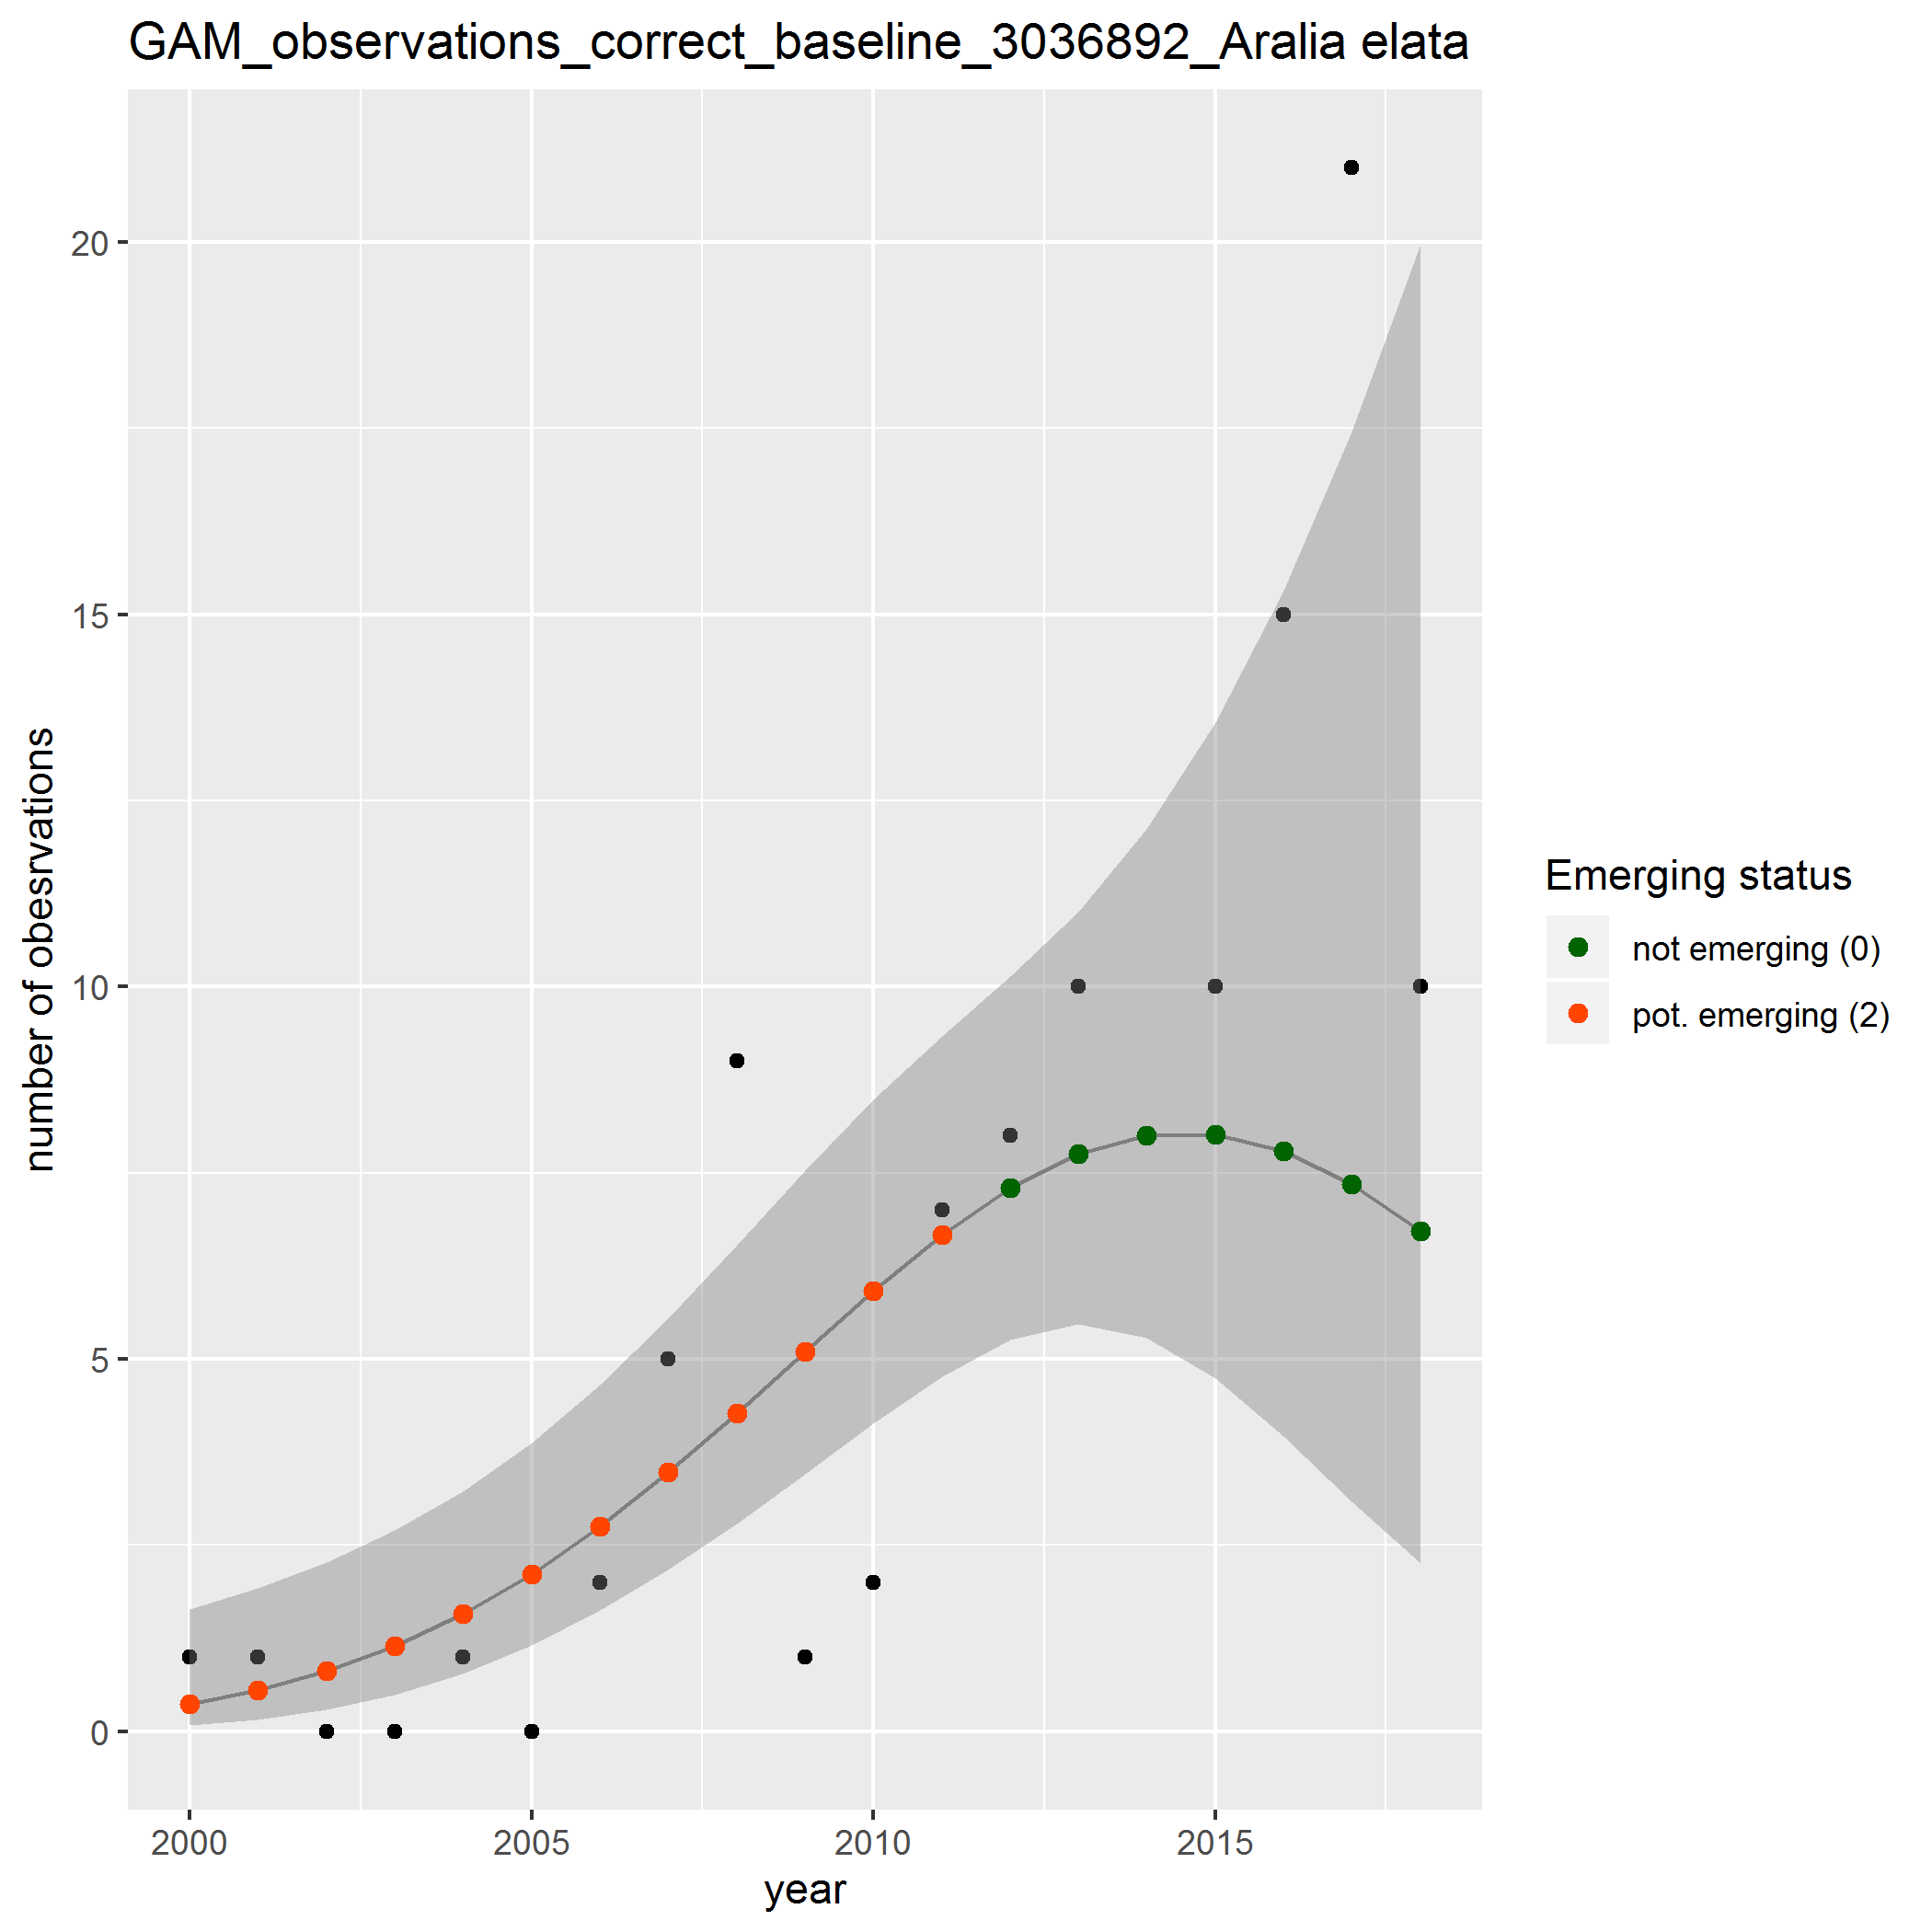 GAM_observations_correct_baseline_3036892_Aralia elata
number of obesrvations
20
15
10
5
0
2000 2005 2010 2015
year
Emerging status
not emerging (0)
pot. emerging (2)